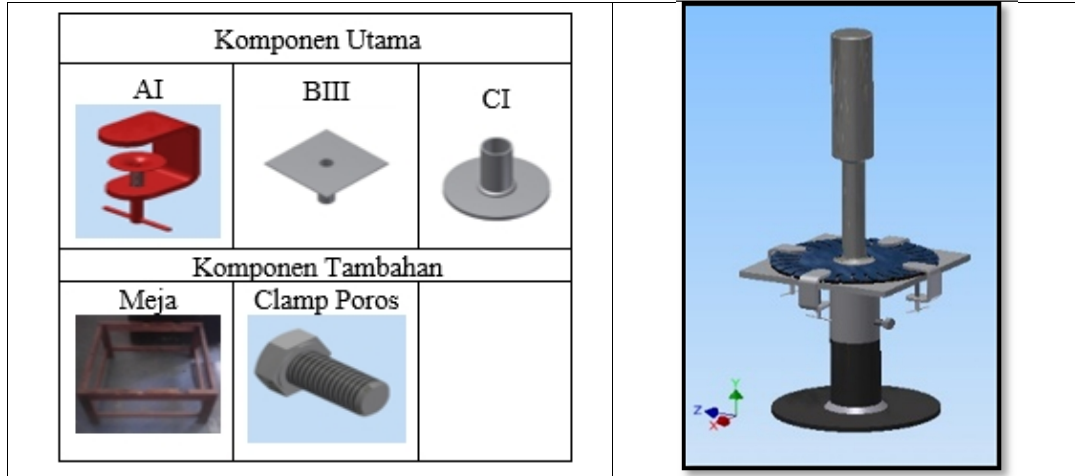 Komponen Utama
AI
BIII
CI
Komponen Tambahan
Meja
Clamp Poros
Y
Z
X